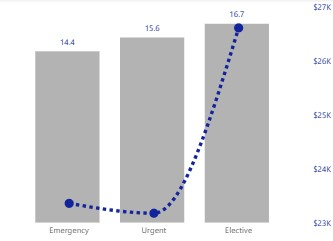 $27K
16.7
15.6
14.4
$26K
$25K
$24K
$23K
Emergency Urgent Elective